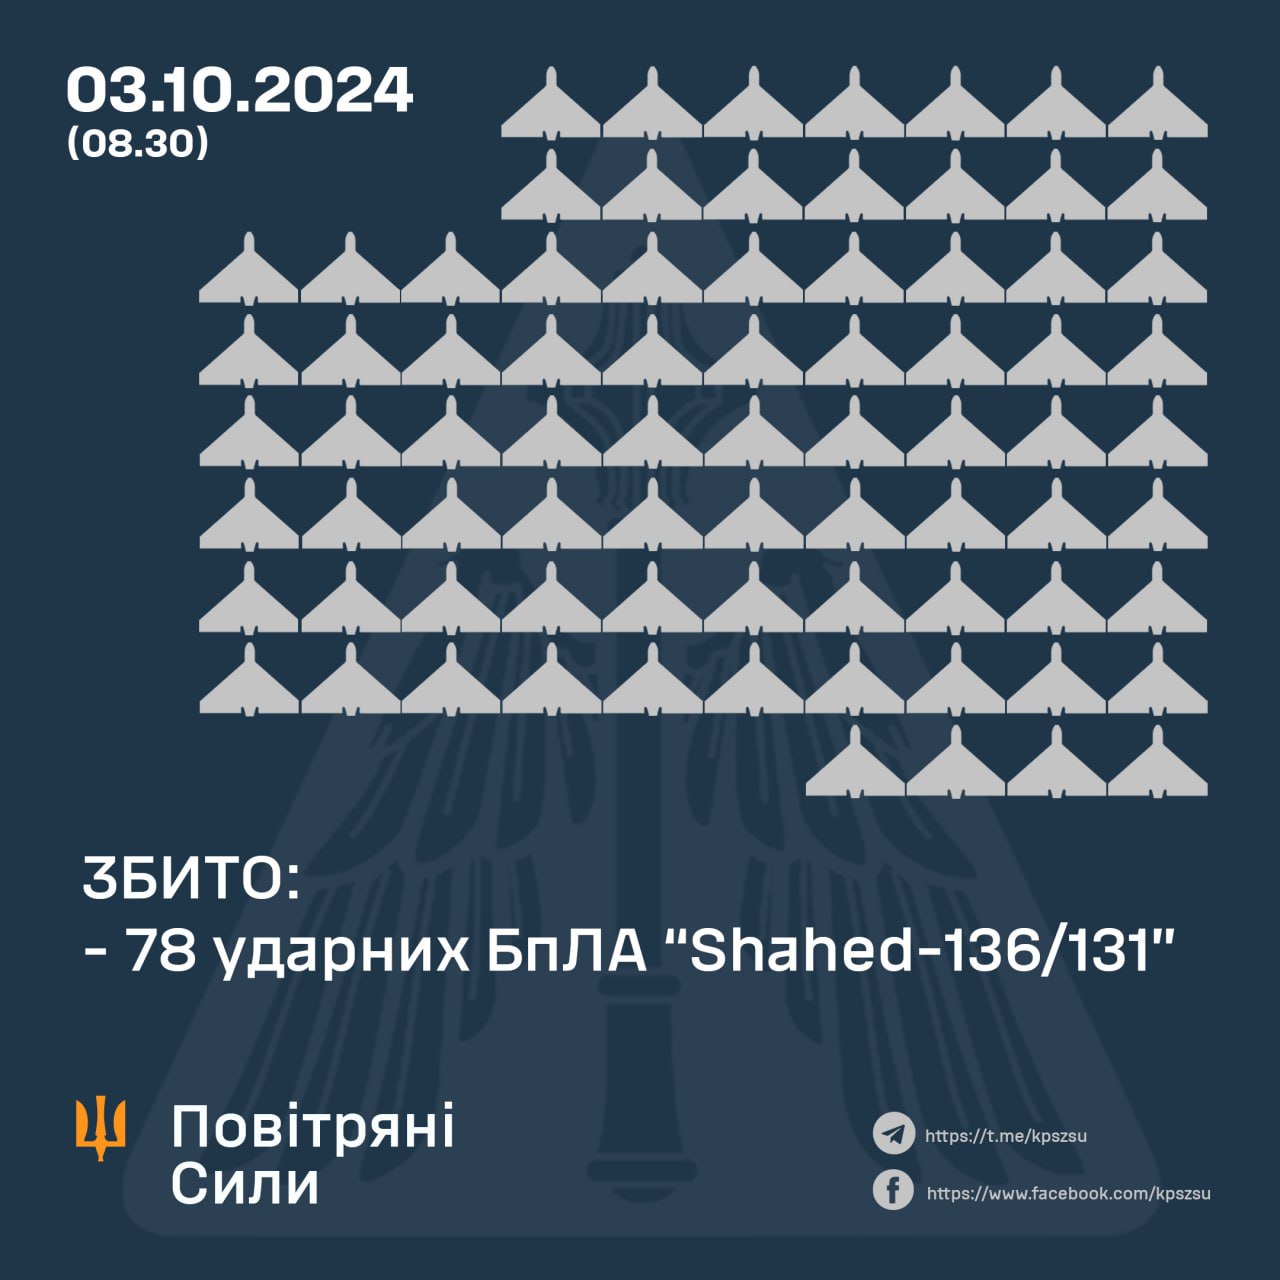 03.10.2024
(08.30)
ЗБИТО:
- 78 ударних БпЛА “Shahed-136/131”
Повітряні
Сили
https://t.me/kpszsu
https://www.facebook.com/kpszsu